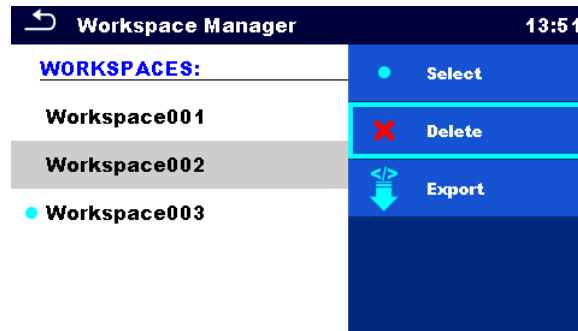 Workspace Manager 13:51
WORKSPACES:
Workspace001
Workspace002
Workspace003
Select
Delete
</>
Export